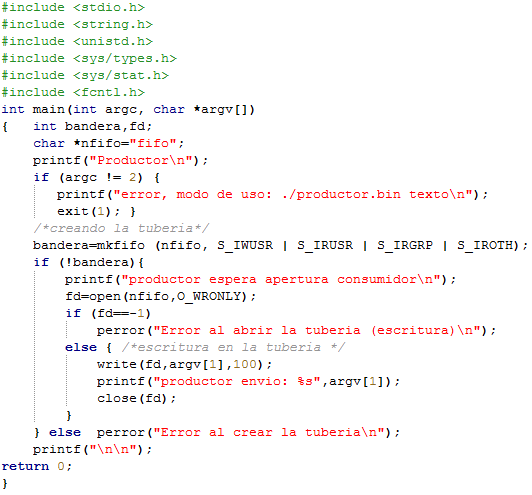 #include <stdio.h>
#include <string.h>
#include <unistd.h>
#include <sys/types.h>
#include <sys/stat.h>
#include <fcntl.h>
int main(int argc, char *argv[])
{   int bandera,fd;
    char *nfifo="fifo";
    printf("Productor\n");
    if (argc != 2) {
       printf("error, modo de uso: ./productor.bin texto\n");
       exit(1); }
    /*creando la tuberia*/
    bandera=mkfifo (nfifo, S_IWUSR | S_IRUSR | S_IRGRP | S_IROTH);
    if (!bandera){
        printf("productor espera apertura consumidor\n");
        fd=open(nfifo,O_WRONLY);
        if (fd==-1)
            perror("Error al abrir la tuberia (escritura)\n");
        else { /*escritura en la tuberia */
            write(fd,argv[1],100);
            printf("productor envio: %s",argv[1]);
            close(fd);
        }
    } else  perror("Error al crear la tuberia\n");
    printf("\n\n");
return 0;
}